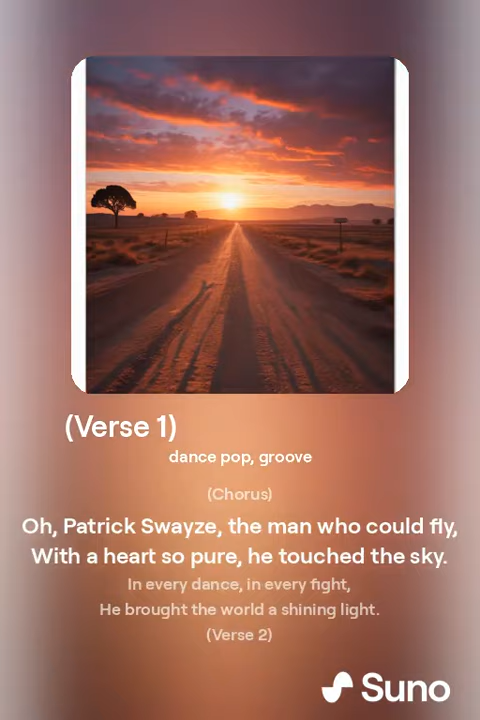 (Verse 1)
dance pop, groove
(Chorus)
Oh, Patrick Swayze, the man who could fly,
With a heart so pure, he touched the sky.
In every dance, in every fight,
He brought the world a shining light.
(Verse 2)
Suno